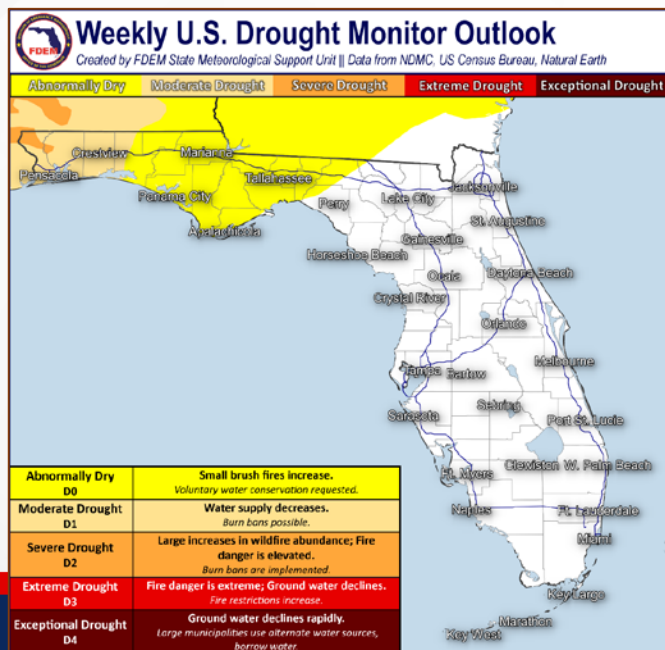 FDEM
Weekly U.S. Drought Monitor Outlook
Created by FDEM State Meteorological Support Unit || Data from NDMC, US Census Bureau, Natural Earth
Abnormally Dry Moderate Drought Severe Drought Extreme Drought Exceptional Drought
Crestview
Marianna
Pensacola
Tallahassee
Panama City
Apalachicola
Perry
Lake City
Jacksonville
St. Augustine
Gainesville
Horseshoe Beach
Ocala
Daytona Beach
Crystal River
Orlando
Melbourne
Tampa
Bartow
Sarasota
Sebring
Port St. Lucie
Ft. Myers
Clewiston
W. Palm Beach
Naples
Ft. Lauderdale
Miami
Key Largo
Marathon
Key West
Abnormally Dry
D0
Small brush fires increase.
Voluntary water conservation requested.
Moderate Drought
D1
Water supply decreases.
Burn bans possible.
Severe Drought
D2
Large increases in wildfire abundance; Fire
danger is elevated.
Burn bans are implemented.
Extreme Drought
D3
Fire danger is extreme; Ground water declines.
Fire restrictions increase.
Exceptional Drought
D4
Ground water declines rapidly.
Large municipalities use alternate water sources,
borrow water.